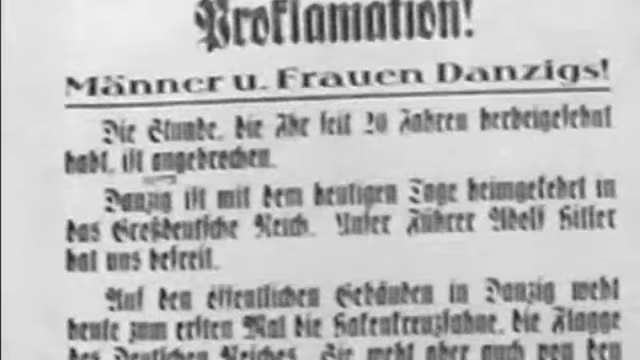 Proklamation!
Männer u. Frauen Danzigs!
Die Stunde, die Ihr seit 20 Jahren herbeigesehnt
habt, ist angebrochen.
Danzig ist mit dem heutigen Tage heimgekehrt in
das Großdeutsche Reich. Unser Führer Adolf Hitler
hat uns befreit.
Auf den öffentlichen Gebäuden in Danzig weht
heute zum ersten Mal die Hakenkreuzfahne, die Flagge
des Deutschen Reiches. Sie weht aber auch von den